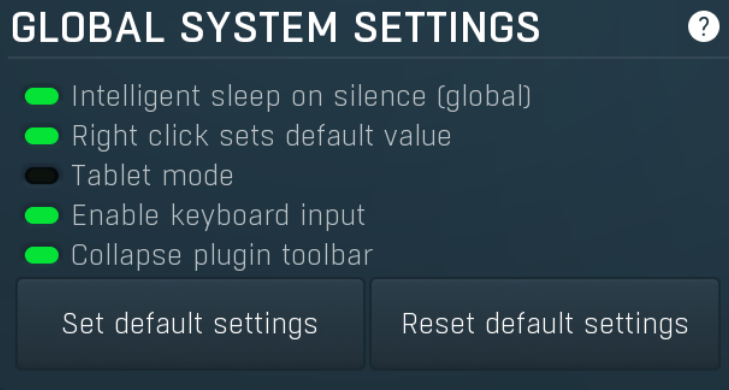 GLOBAL SYSTEM SETTINGS ?
Intelligent sleep on silence (global)
Right click sets default value
Tablet mode
Enable keyboard input
Collapse plugin toolbar
Set default settings Reset default settings